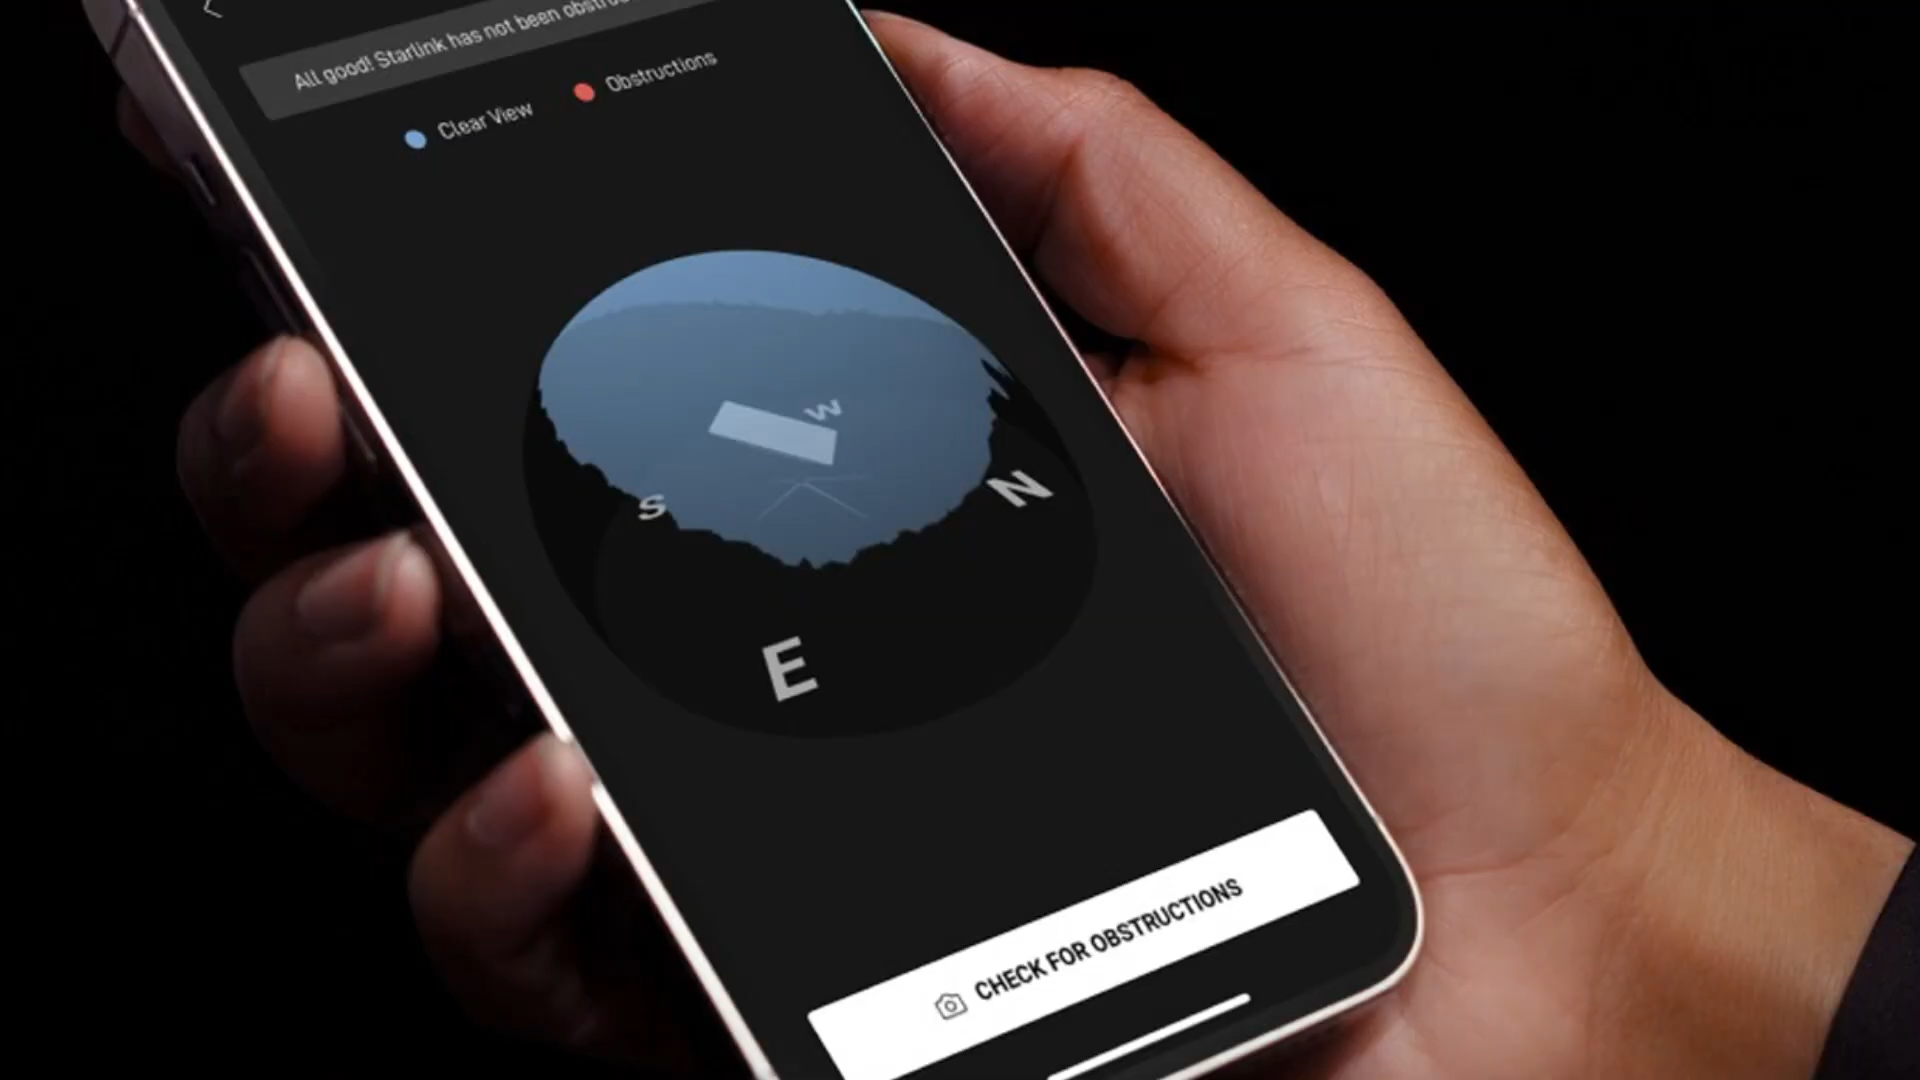 All good! Starlink has not been
Clear View
Obstructions
W
S
N
E
CHECK FOR OBSTRUCTIONS